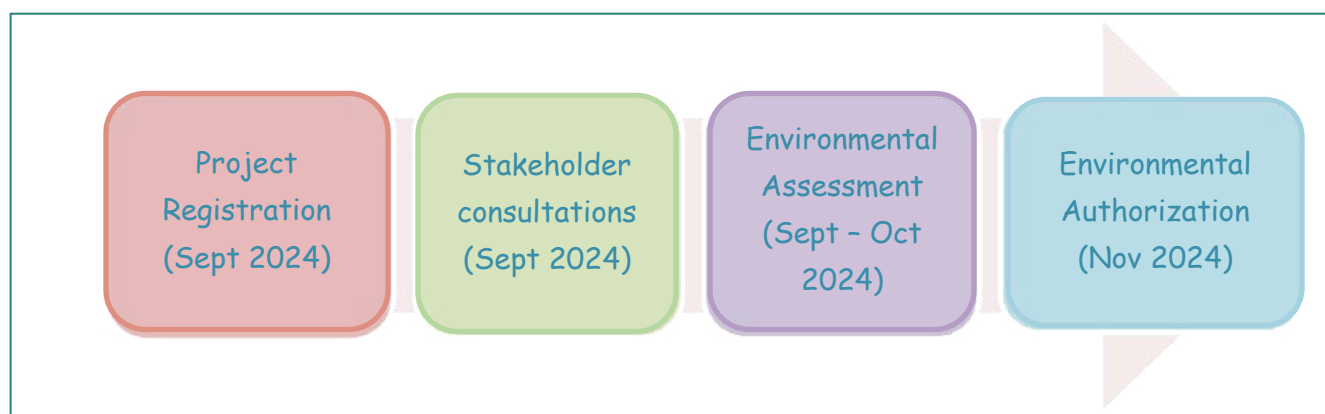 Project
Registration
(Sept 2024)
Stakeholder
consultations
(Sept 2024)
Environmental
Assessment
(Sept – Oct
2024)
Environmental
Authorization
(Nov 2024)